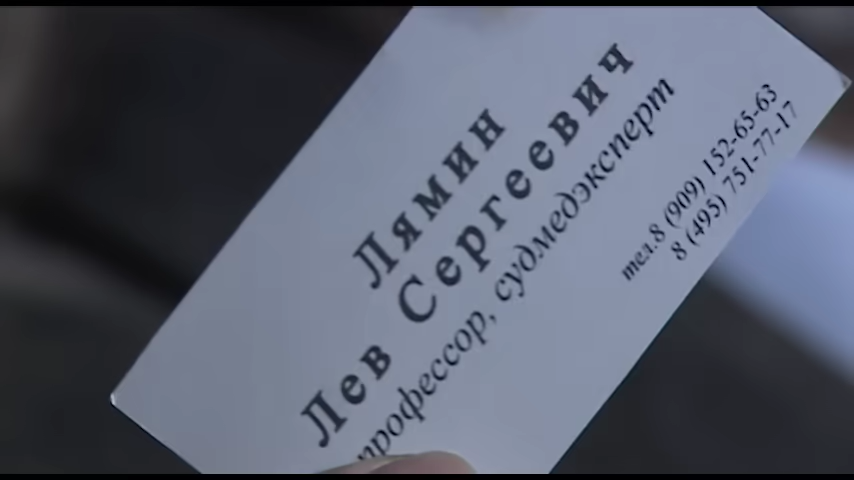 Лямин
Лев Сергеевич
профессор, судмедэксперт
тел.8 (909) 152-65-63
8 (495) 751-77-17